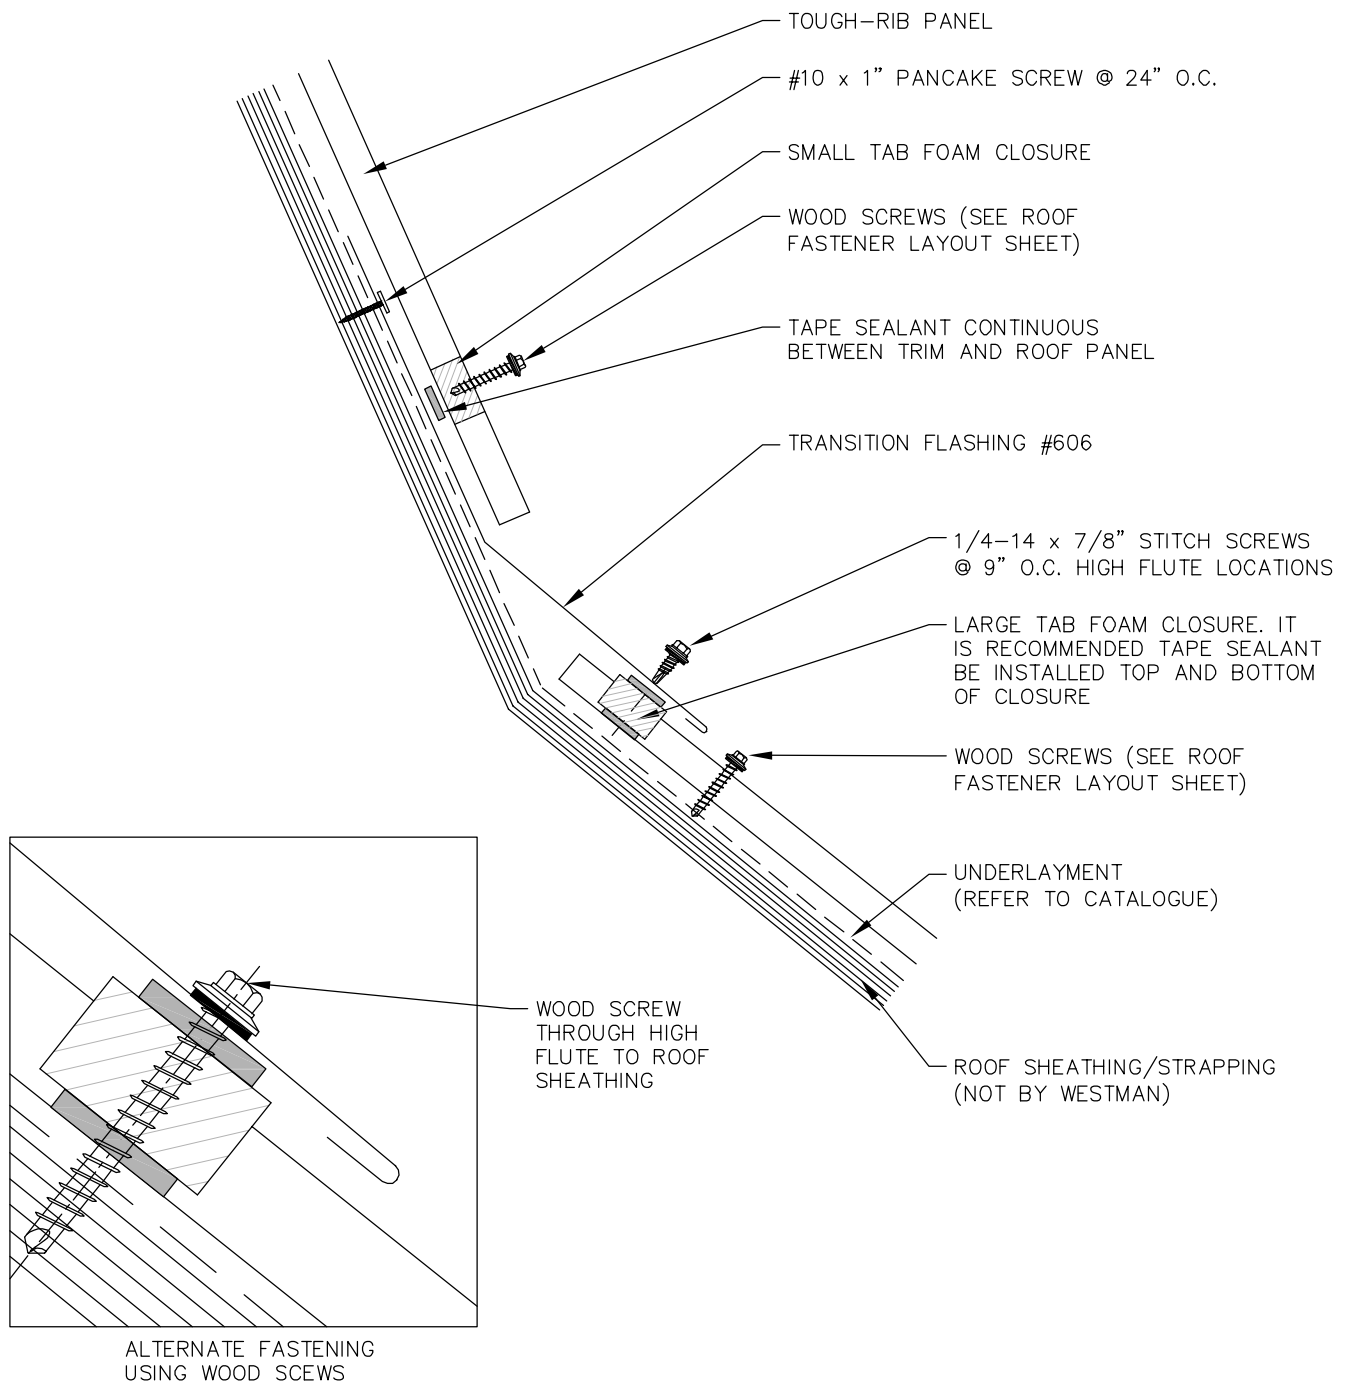 TOUGH-RIB PANEL
#10 x 1” PANCAKE SCREW @ 24” O.C.
SMALL TAB FOAM CLOSURE
WOOD SCREWS (SEE ROOF
FASTENER LAYOUT SHEET)
TAPE SEALANT CONTINUOUS
BETWEEN TRIM AND ROOF PANEL
TRANSITION FLASHING #606
1/4-14 x 7/8” STITCH SCREWS
@ 9” O.C. HIGH FLUTE LOCATIONS
LARGE TAB FOAM CLOSURE. IT
IS RECOMMENDED TAPE SEALANT
BE INSTALLED TOP AND BOTTOM
OF CLOSURE
WOOD SCREWS (SEE ROOF
FASTENER LAYOUT SHEET)
UNDERLAYMENT
(REFER TO CATALOGUE)
ROOF SHEATHING/STRAPPING
(NOT BY WESTMAN)
WOOD SCREW
THROUGH HIGH
FLUTE TO ROOF
SHEATHING
ALTERNATE FASTENING
USING WOOD SCEWS